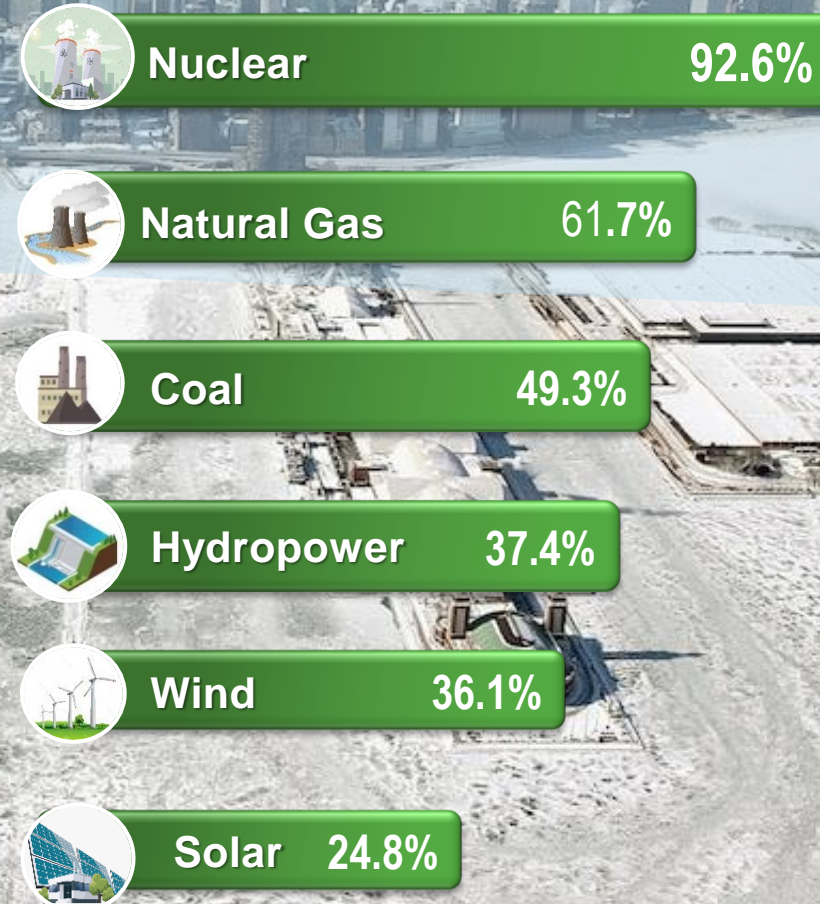 Nuclear 92.6%
Natural Gas 61.7%
Coal 49.3%
Hydropower 37.4%
Wind 36.1%
Solar 24.8%